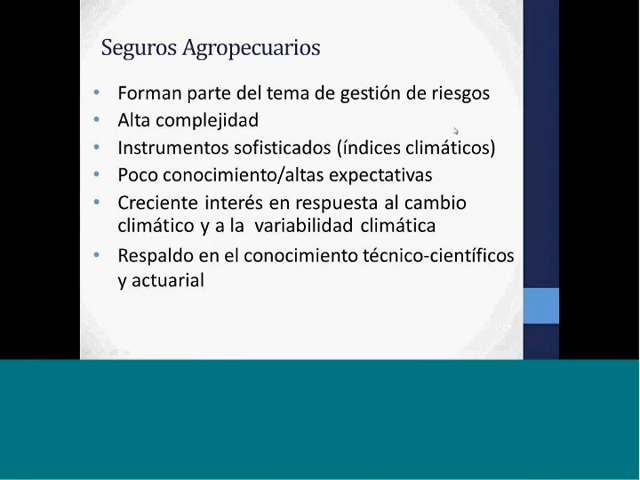 Seguros Agropecuarios
• Forman parte del tema de gestión de riesgos
• Alta complejidad
• Instrumentos sofisticados (índices climáticos)
• Poco conocimiento/altas expectativas
• Creciente interés en respuesta al cambio
climático y a la variabilidad climática
• Respaldo en el conocimiento técnico-científicos
y actuarial